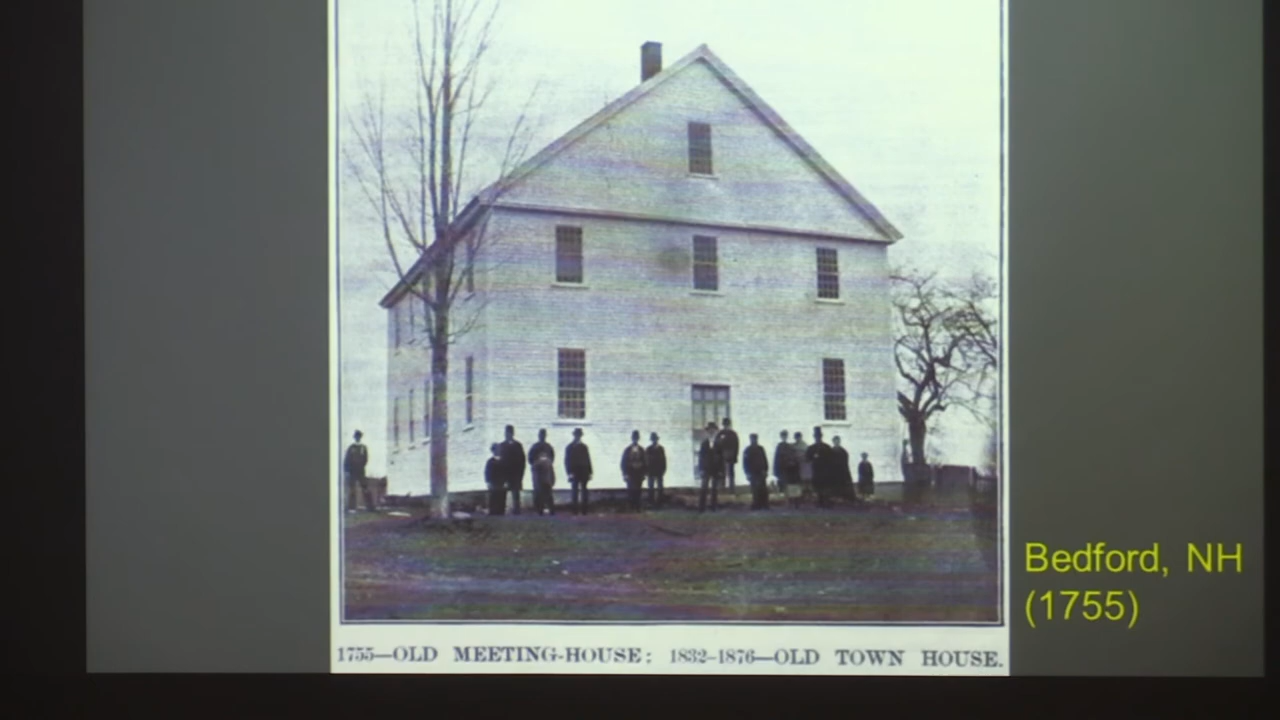 Bedford, NH
(1755)
1755—OLD MEETING-HOUSE: 1832-1876—OLD TOWN HOUSE.